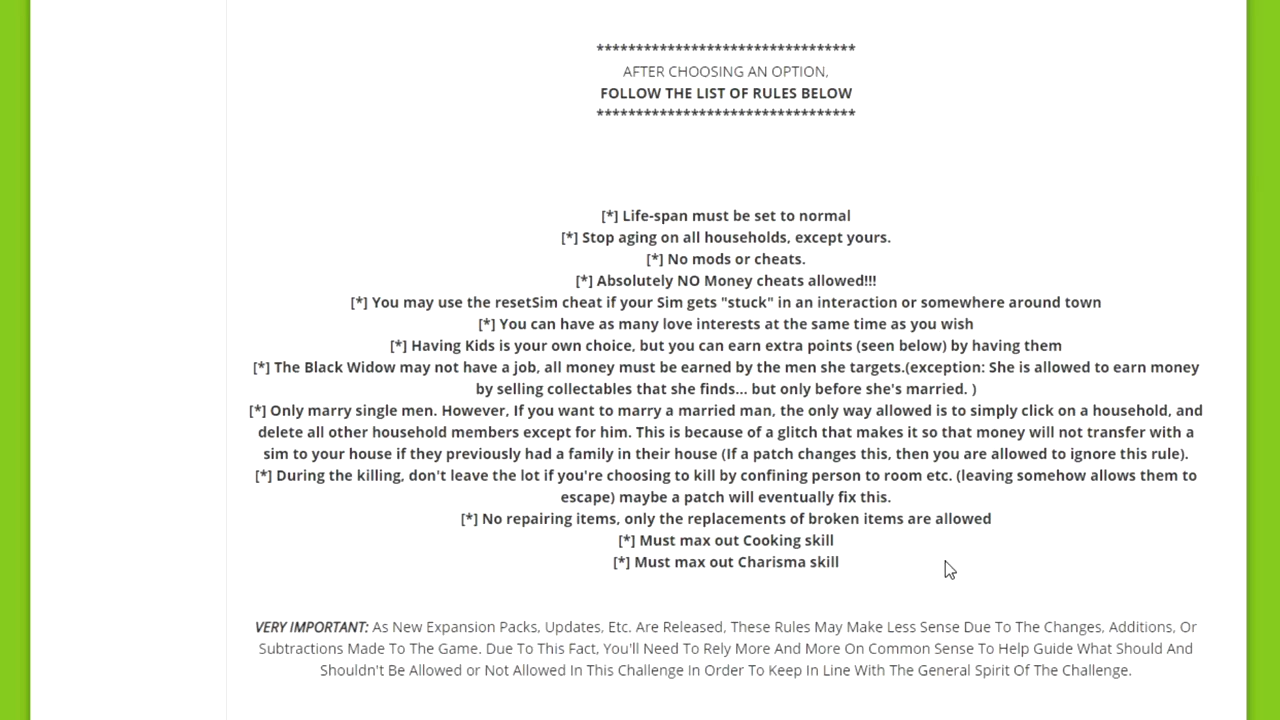 *********************************
AFTER CHOOSING AN OPTION,
FOLLOW THE LIST OF RULES BELOW
*********************************
[*] Life-span must be set to normal
[*] Stop aging on all households, except yours.
[*] No mods or cheats.
[*] Absolutely NO Money cheats allowed!!!
[*] You may use the resetSim cheat if your Sim gets "stuck" in an interaction or somewhere around town
[*] You can have as many love interests at the same time as you wish
[*] Having Kids is your own choice, but you can earn extra points (seen below) by having them
[*] The Black Widow may not have a job, all money must be earned by the men she targets.(exception: She is allowed to earn money
by selling collectables that she finds... but only before she's married. )
[*] Only marry single men. However, If you want to marry a married man, the only way allowed is to simply click on a household, and
delete all other household members except for him. This is because of a glitch that makes it so that money will not transfer with a
sim to your house if they previously had a family in their house (If a patch changes this, then you are allowed to ignore this rule).
[*] During the killing, don't leave the lot if you're choosing to kill by confining person to room etc. (leaving somehow allows them to
escape) maybe a patch will eventually fix this.
[*] No repairing items, only the replacements of broken items are allowed
[*] Must max out Cooking skill
[*] Must max out Charisma skill
VERY IMPORTANT: As New Expansion Packs, Updates, Etc. Are Released, These Rules May Make Less Sense Due To The Changes, Additions, Or
Subtractions Made To The Game. Due To This Fact, You'll Need To Rely More And More On Common Sense To Help Guide What Should And
Shouldn't Be Allowed or Not Allowed In This Challenge In Order To Keep In Line With The General Spirit Of The Challenge.